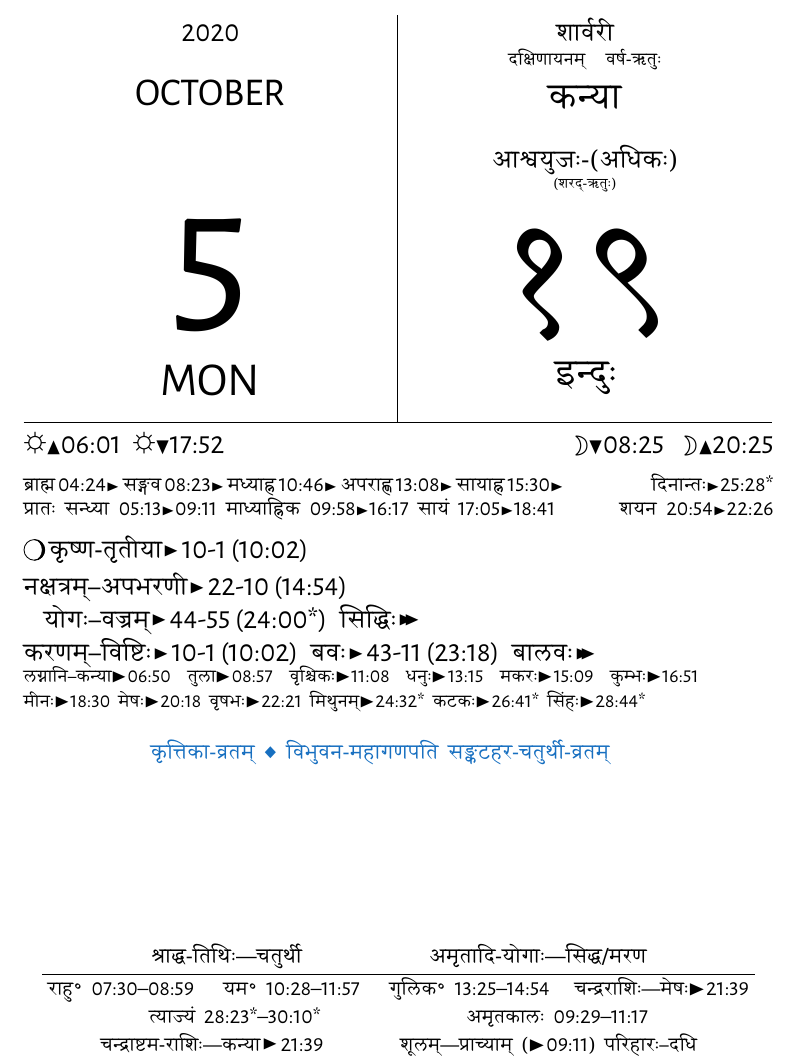 2020
OCTOBER
5
MON
शार्वरी
दक्षिणायनम् वर्ष-ऋतुः
कन्या
आश्वयुजः-(अधिकः)
(शरद्-ऋतुः)
१९
इन्दुः
☼▲06:01 ☼▼17:52 ☽▼08:25 ☽▲20:25
ब्राह्म 04:24► सङ्गव 08:23► मध्याह्न 10:46► अपराह्ण 13:08► सायाह्न 15:30► दिनान्तः►25:28*
प्रातः सन्ध्या 05:13►09:11 माध्याह्निक 09:58►16:17 सायं 17:05►18:41 शयन 20:54►22:26
❍कृष्ण-तृतीया►10-1 (10:02)
नक्षत्रम्–अपभरणी►22-10 (14:54)
योगः–वज्रम्►44-55 (24:00*) सिद्धिः►►
करणम्–विष्टिः►10-1 (10:02) बवः►43-11 (23:18) बालवः►►
लग्नानि–कन्या►06:50 तुला►08:57 वृश्चिकः►11:08 धनुः►13:15 मकरः►15:09 कुम्भः►16:51
मीनः►18:30 मेषः►20:18 वृषभः►22:21 मिथुनम्►24:32* कटकः►26:41* सिंहः►28:44*
कृत्तिका-व्रतम् ◆ विभुवन-महागणपति सङ्कटहर-चतुर्थी-व्रतम्
श्राद्ध-तिथिः—चतुर्थी अमृतादि-योगाः—सिद्ध/मरण
राहु° 07:30–08:59 यम° 10:28–11:57 गुलिक° 13:25–14:54 चन्द्रराशिः—मेषः►21:39
त्याज्यं 28:23*–30:10* अमृतकालः 09:29–11:17
चन्द्राष्टम-राशिः—कन्या►21:39 शूलम्—प्राच्याम् (►09:11) परिहारः–दधि